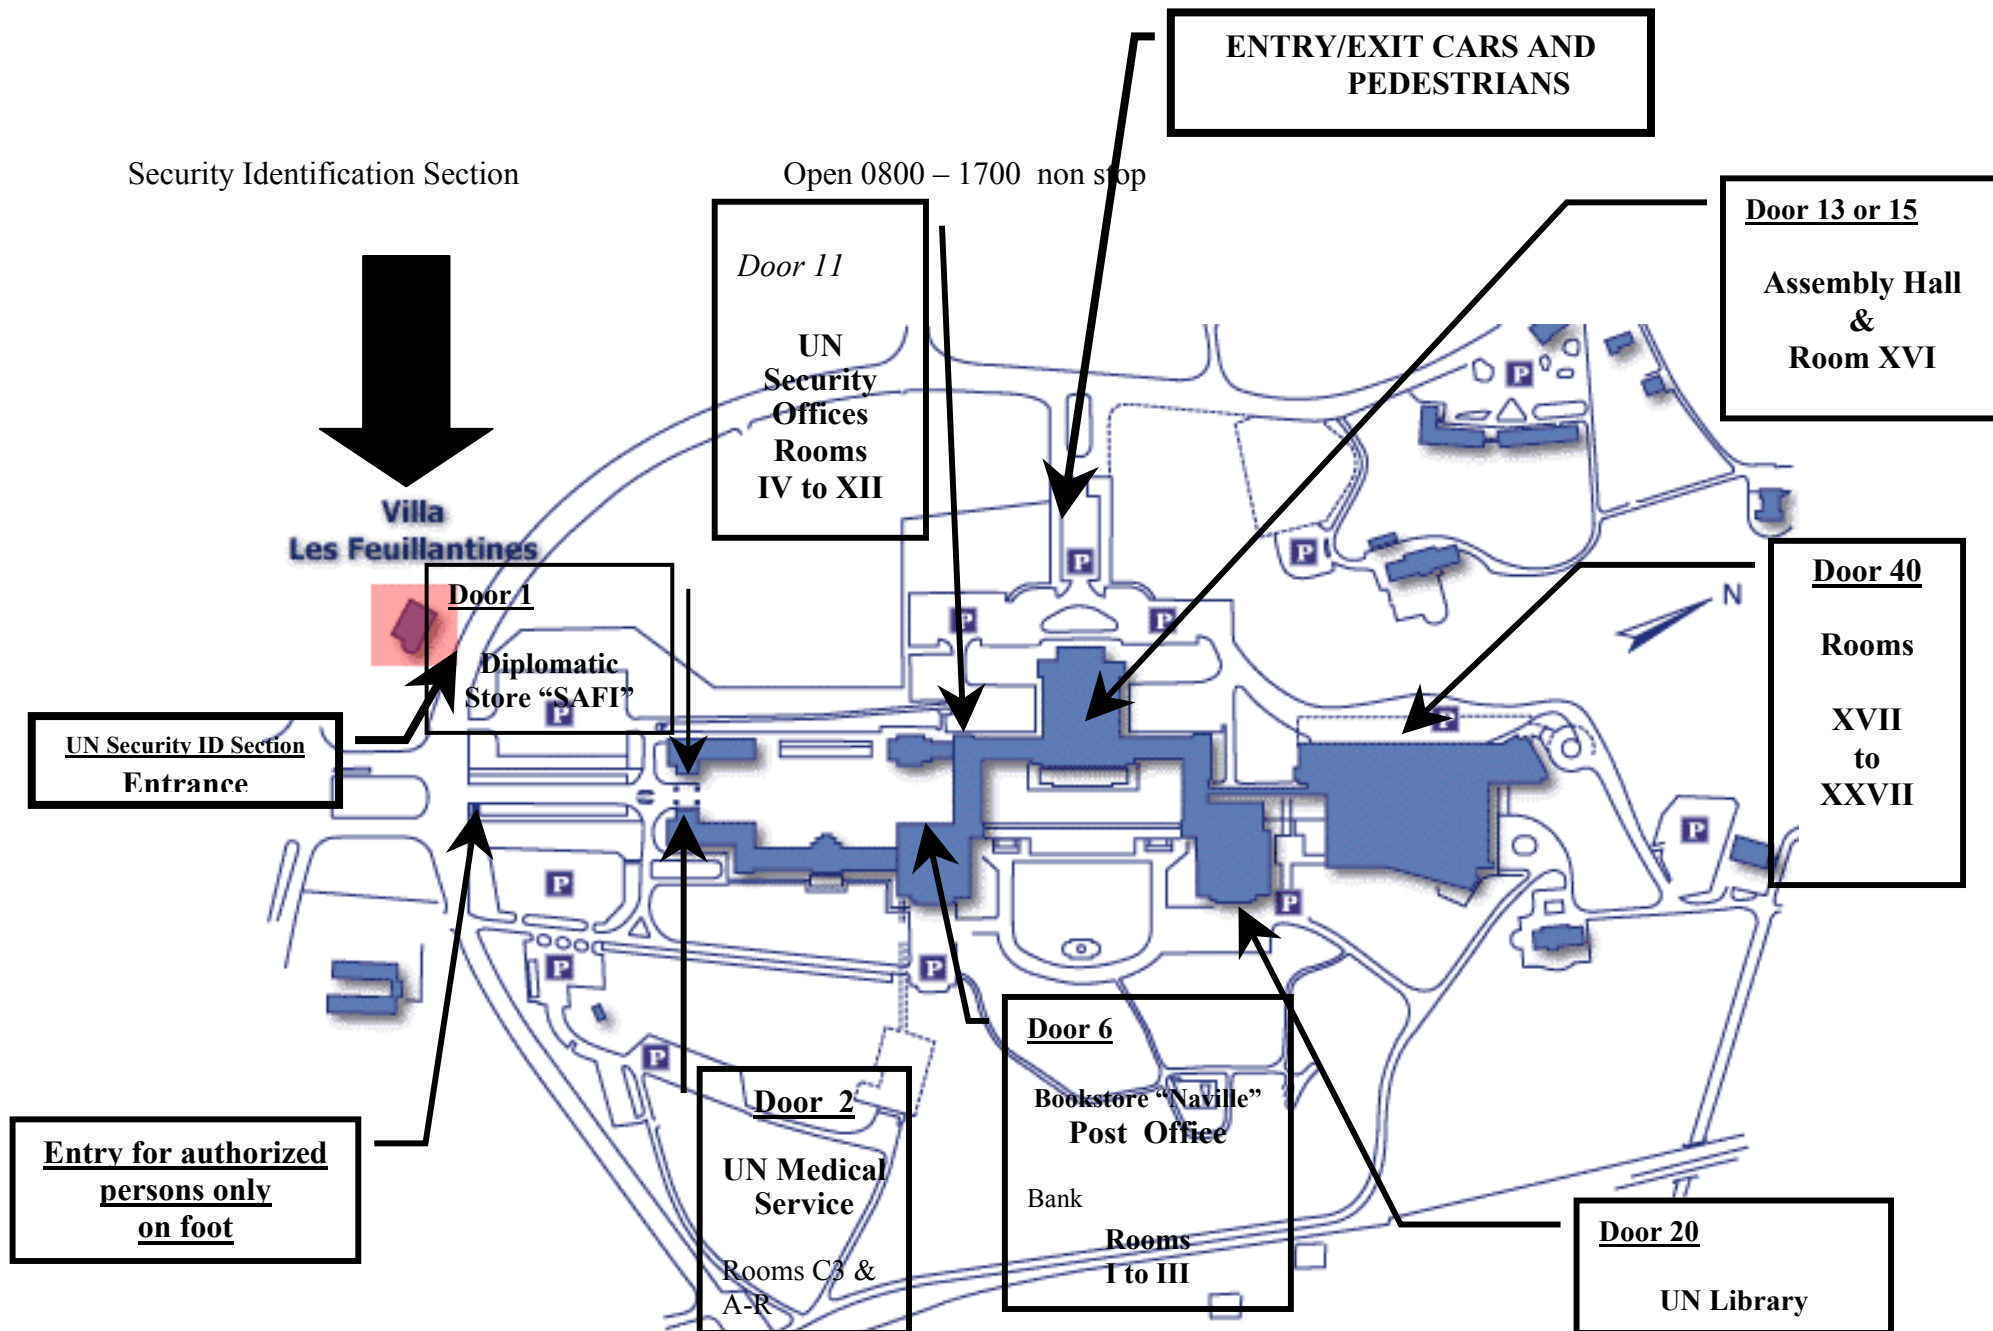 ENTRY/EXIT CARS AND
PEDESTRIANS
Security Identification Section
Open 0800 – 1700 non stop
Door 11
UN
Security
Offices
Rooms
IV to XII
Door 13 or 15
Assembly Hall
&
Room XVI
Villa
Les Feuillantines
Door 1
Diplomatic
Store “SAFI”
UN Security ID Section
Entrance
Door 40
Rooms
XVII
to
XXVII
N
P
P
P
P
P
P
P
P
P
P
P
P
P
Entry for authorized
persons only
on foot
Door 2
UN Medical
Service
Rooms C3 &
A-R
Door 6
Bookstore “Naville”
Post Office
Bank
Rooms
I to III
Door 20
UN Library